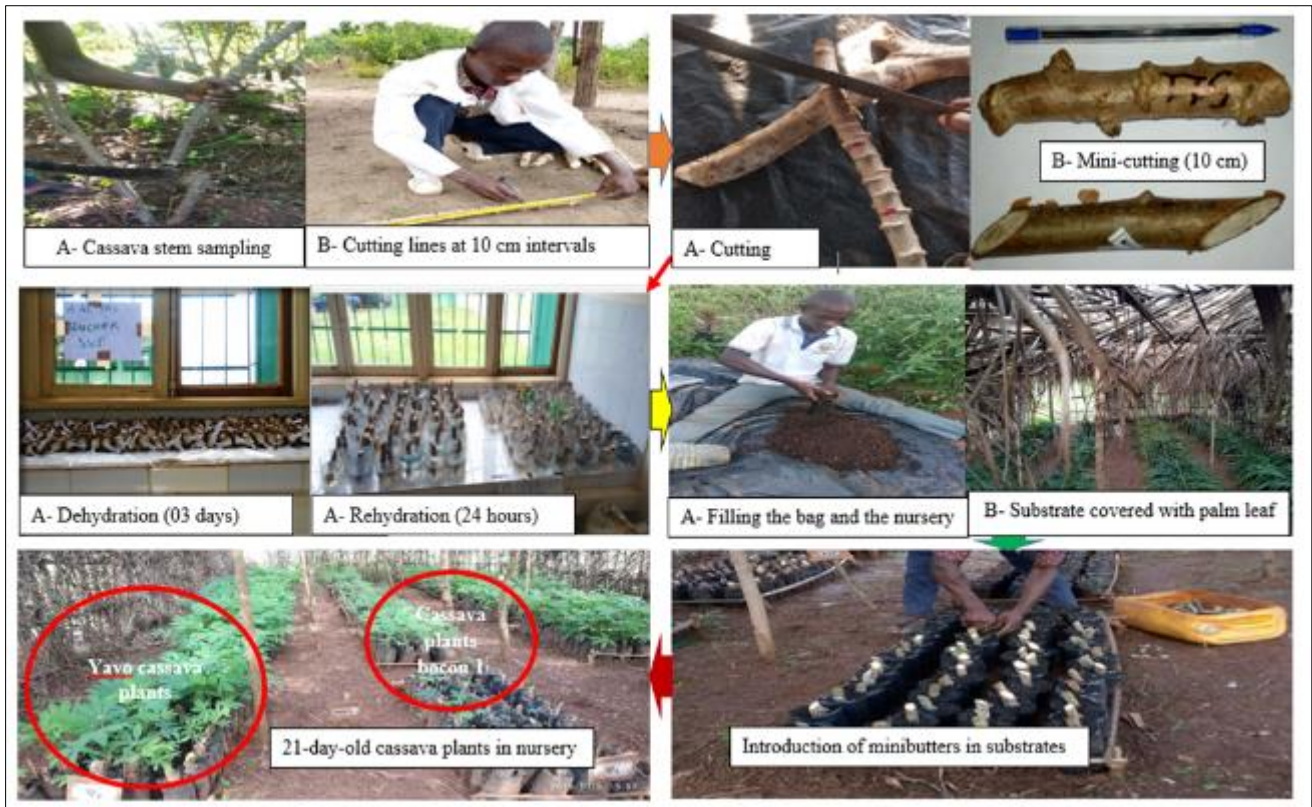 A- Cassava stem sampling
B- Cutting lines at 10 cm intervals
A- Cutting
B- Mini-cutting (10 cm)
A- Dehydration (03 days)
A- Rehydration (24 hours)
A- Filling the bag and the nursery
B- Substrate covered with palm leaf
Yavo cassava
plants
Cassava
plants
bocou 1
21-day-old cassava plants in nursery
Introduction of minibutters in substrates